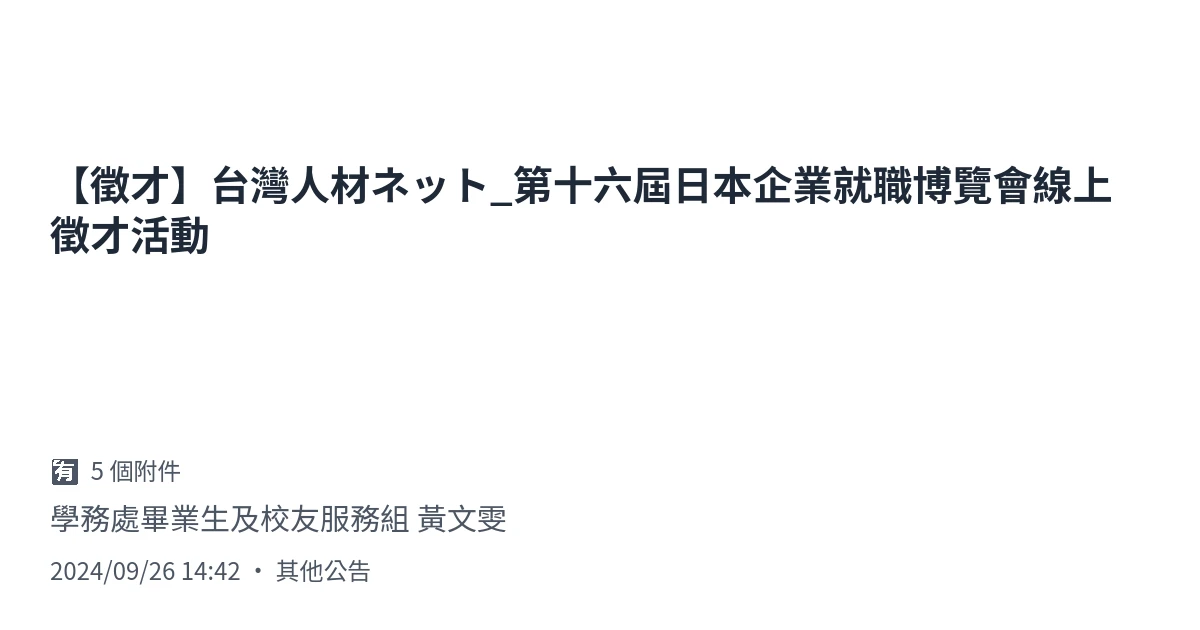 【徵才】台灣人材ネット_第十六屆日本企業就職博覽會線上
徵才活動
🈶 5 個附件
學務處畢業生及校友服務組 黃文雯
2024/09/26 14:42 • 其他公告